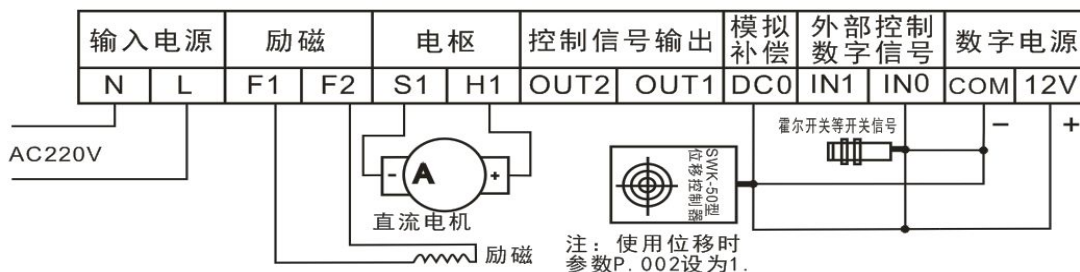 输入电源 励磁 电枢 控制信号输出 模拟补偿 外部控制数字信号 数字电源
N L F1 F2 S1 H1 OUT2 OUT1 DC0 IN1 IN0 COM 12V
霍尔开关等开关信号 - +
AC220V
- A +
SWK-50型
位移控制器
直流电机
励磁
注：使用位移时
参数P.002设为1.